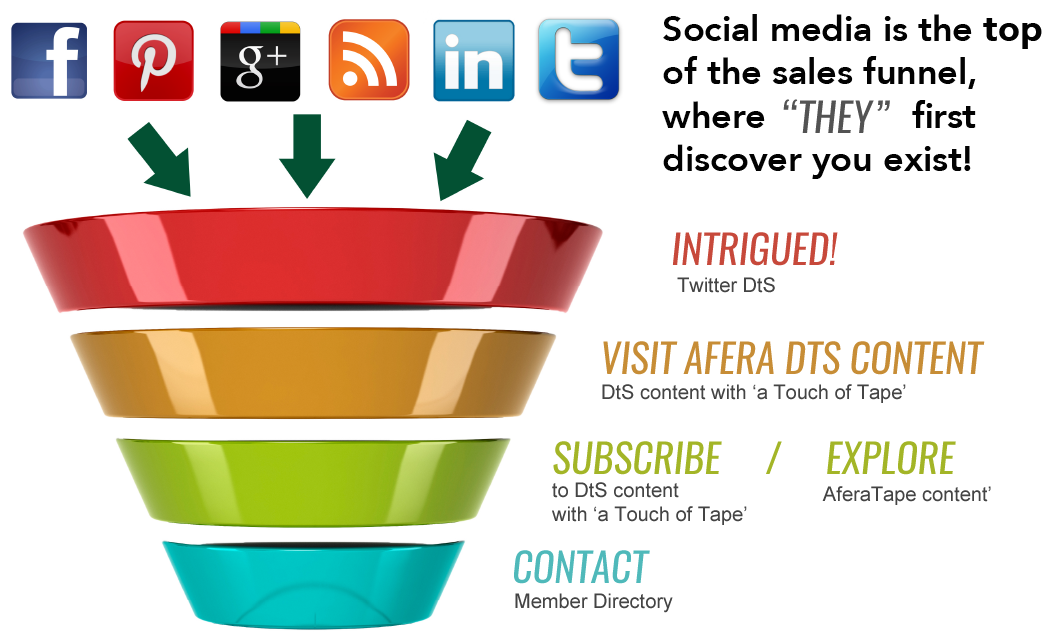 f
P
g+
in
t
Social media is the top
of the sales funnel,
where “THEY” first
discover you exist!
INTRIGUED!
Twitter DtS
VISIT AFERA DTS CONTENT
DtS content with ‘a Touch of Tape’
SUBSCRIBE / EXPLORE
to DtS content
with ‘a Touch of Tape’
AferaTape content’
CONTACT
Member Directory